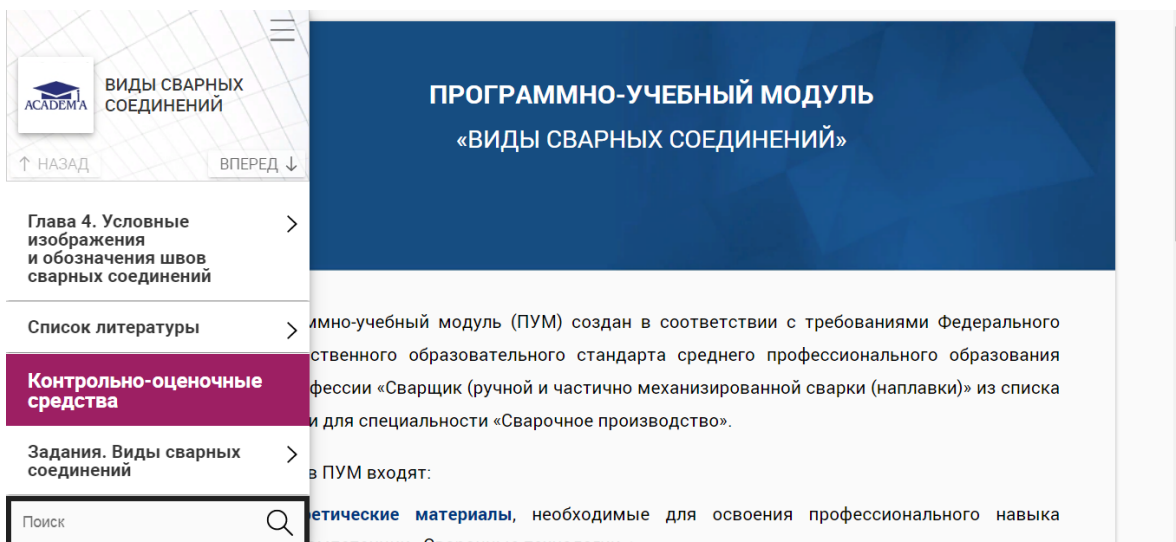 ACADEM'A
ВИДЫ СВАРНЫХ
СОЕДИНЕНИЙ
↑ НАЗАД
ВПЕРЕД ↓
Глава 4. Условные
изображения
и обозначения швов
сварных соединений
Список литературы
Контрольно-оценочные
средства
Задания. Виды сварных
соединений
Поиск
ПРОГРАММНО-УЧЕБНЫЙ МОДУЛЬ
«ВИДЫ СВАРНЫХ СОЕДИНЕНИЙ»
ммно-учебный модуль (ПУМ) создан в соответствии с требованиями Федерального
ственного образовательного стандарта среднего профессионального образования
фессии «Сварщик (ручной и частично механизированной сварки (наплавки)» из списка
и для специальности «Сварочное производство».
в ПУМ входят:
етические материалы, необходимые для освоения профессионального навыка